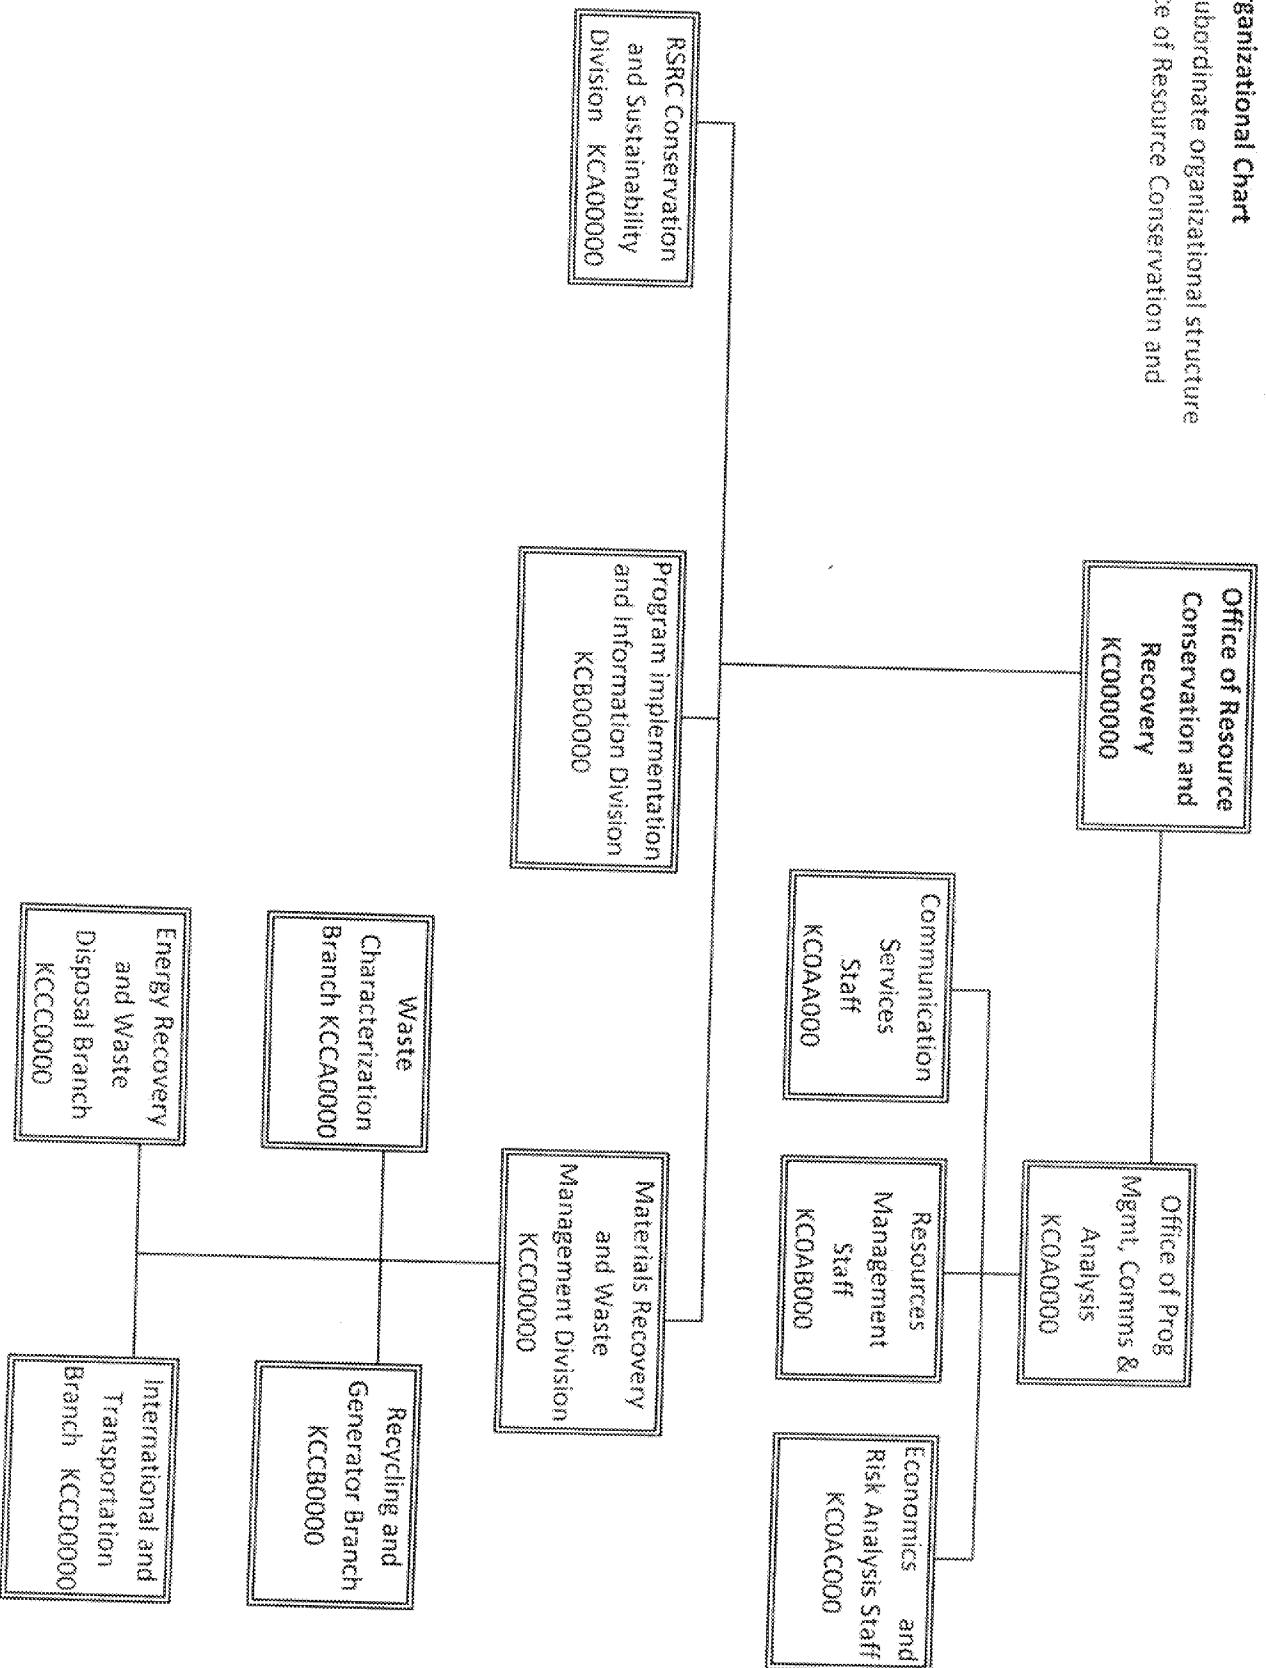 rganizational Chart
ubordinate organizational structure
ce of Resource Conservation and
Office of Resource
Conservation and
Recovery
KC000000
Office of Prog
Mgmt, Comms &
Analysis
KC0A0000
Communication
Services
Staff
KC0AA000
Resources
Management
Staff
KC0AB000
Economics and
Risk Analysis Staff
KC0AC000
RSRC Conservation
and Sustainability
Division KCA00000
Program implementation
and Information Division
KCB00000
Materials Recovery
and Waste
Management Division
KCC00000
Waste
Characterization
Branch KCCA0000
Recycling and
Generator Branch
KCCB0000
Energy Recovery
and Waste
Disposal Branch
KCCC0000
International and
Transportation
Branch KCCD0000